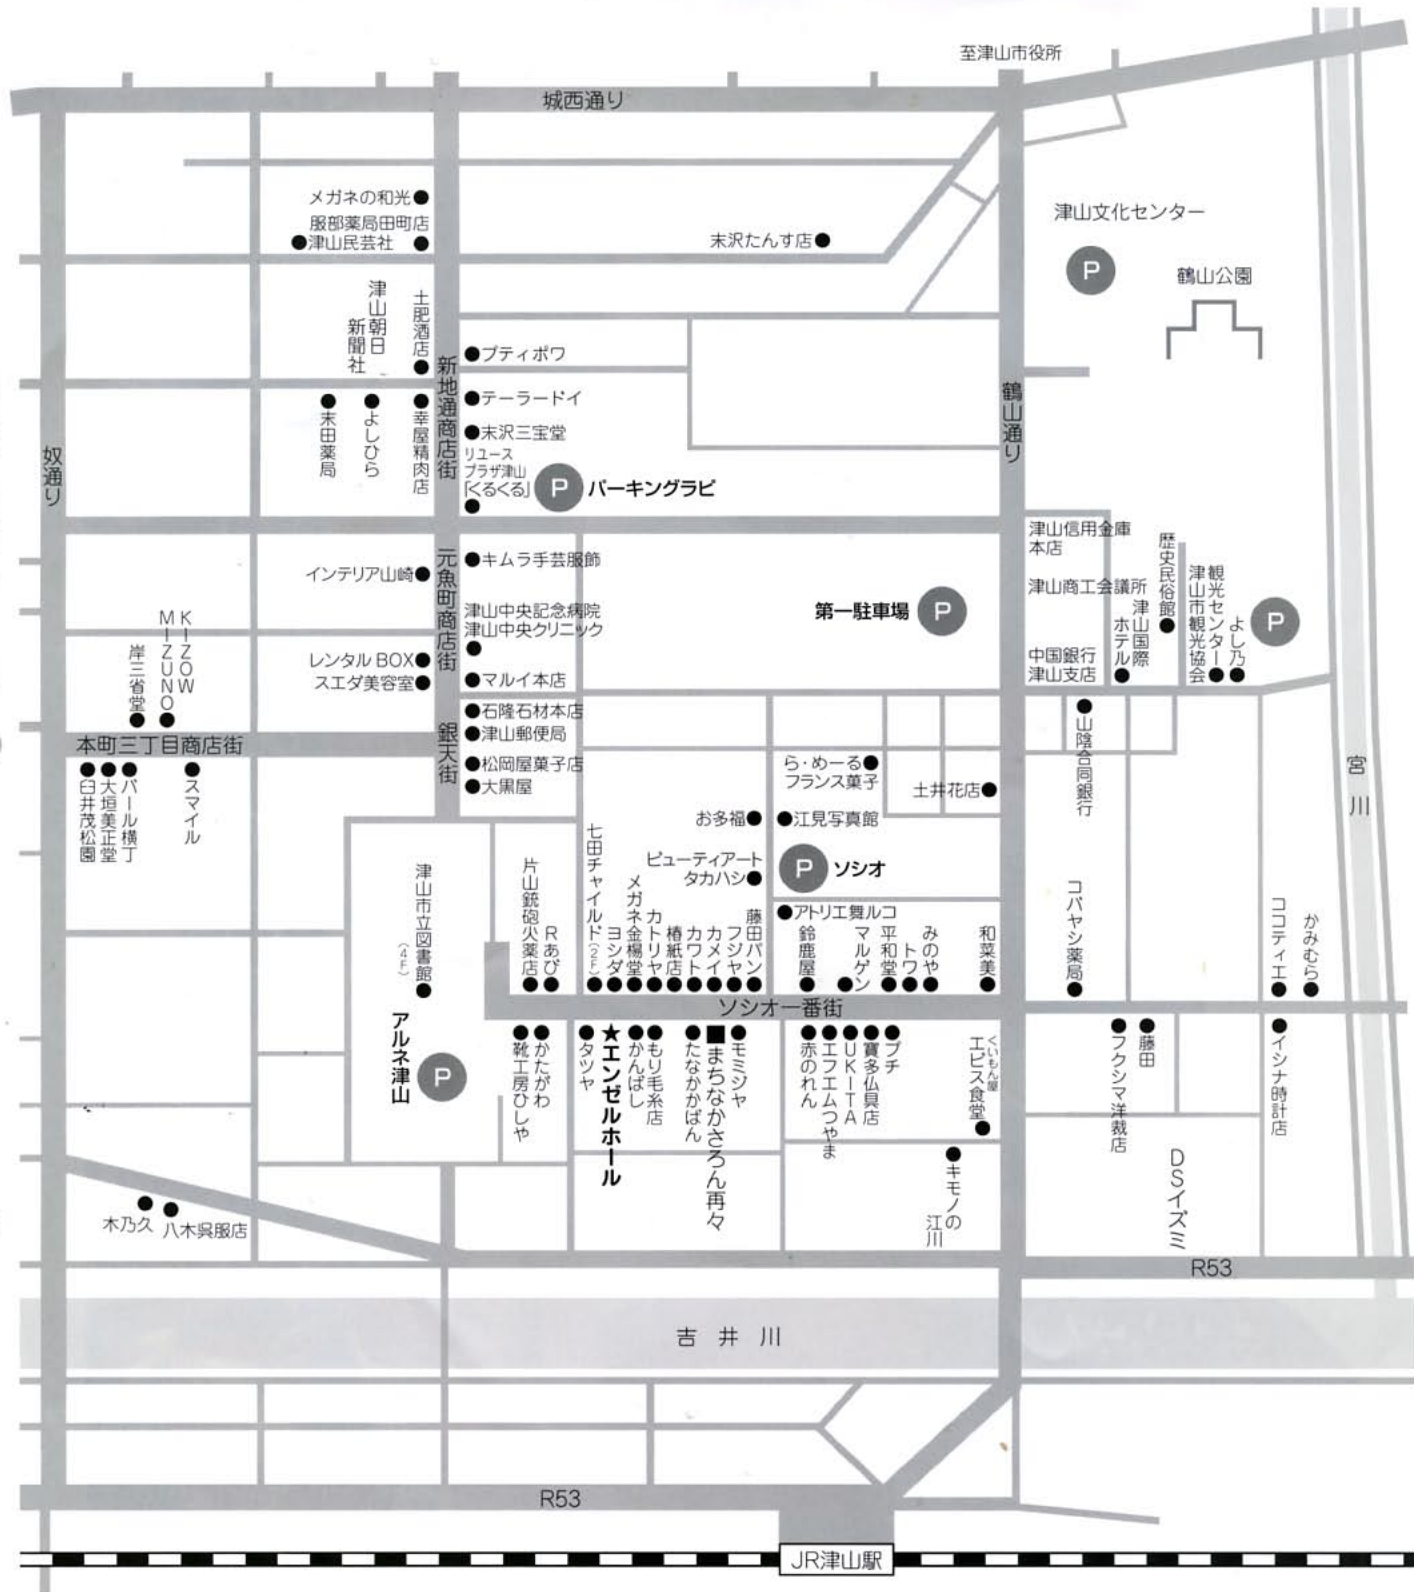 至津山市役所
城西通り
メガネの和光
服部薬局田町店
津山民芸社
末沢たんす店
津山文化センター
P
鶴山公園
津山朝日
新聞社
土肥酒店
新地通商店街
プティポワ
テーラードイ
末沢三宝堂
リユース
プラザ津山
「くるくる」
P
パーキングラピ
末田薬局
よしひら
幸屋精肉店
奴通り
鶴山通り
元魚町商店街
キムラ手芸服飾
インテリア山崎
津山中央記念病院
津山中央クリニック
レンタルBOX
スエダ美容室
マルイ本店
第一駐車場
P
津山信用金庫
本店
津山商工会議所
中国銀行
津山支店
津山国際
ホテル
歴史民俗館
観光センター
津山市観光協会
よし乃
P
岸三省堂
MIZUNO
KIZOW
本町三丁目商店街
臼井茂松園
大垣美正堂
パール横丁
スマイル
銀天街
石隆石材本店
津山郵便局
松岡屋菓子店
大黒屋
ら・めーる
フランス菓子
土井花店
山陰合同銀行
宮川
お多福
江見写真館
ビューティアート
タカハシ
P
ソシオ
アトリエ舞ルコ
津山市立図書館
(4F)
アルネ津山
P
片山銃砲火薬店
Rあび
七田チャイルド(2F)
ヨシダ
メガネ金楊堂
カトリヤ
椿紙店
カワト
カメイ
フジヤ
藤田パン
鈴鹿屋
マルゲン
平和堂
トワ
みのや
和菜美
コバヤシ薬局
ココティエ
かみむら
ソシオ一番街
靴工房ひしや
かたがわ
タツヤ
★エンゼルホール
かんばし
もり毛糸店
たなかかばん
■まちなかさろん再々
モミジヤ
赤のれん
エフエムつやま
UKITA
寶多仏具店
プチ
くいもん屋
エビス食堂
キモノの
江川
フクシマ洋裁店
藤田
イシナ時計店
DSイズミ
木乃久
八木呉服店
R53
吉井川
R53
JR津山駅